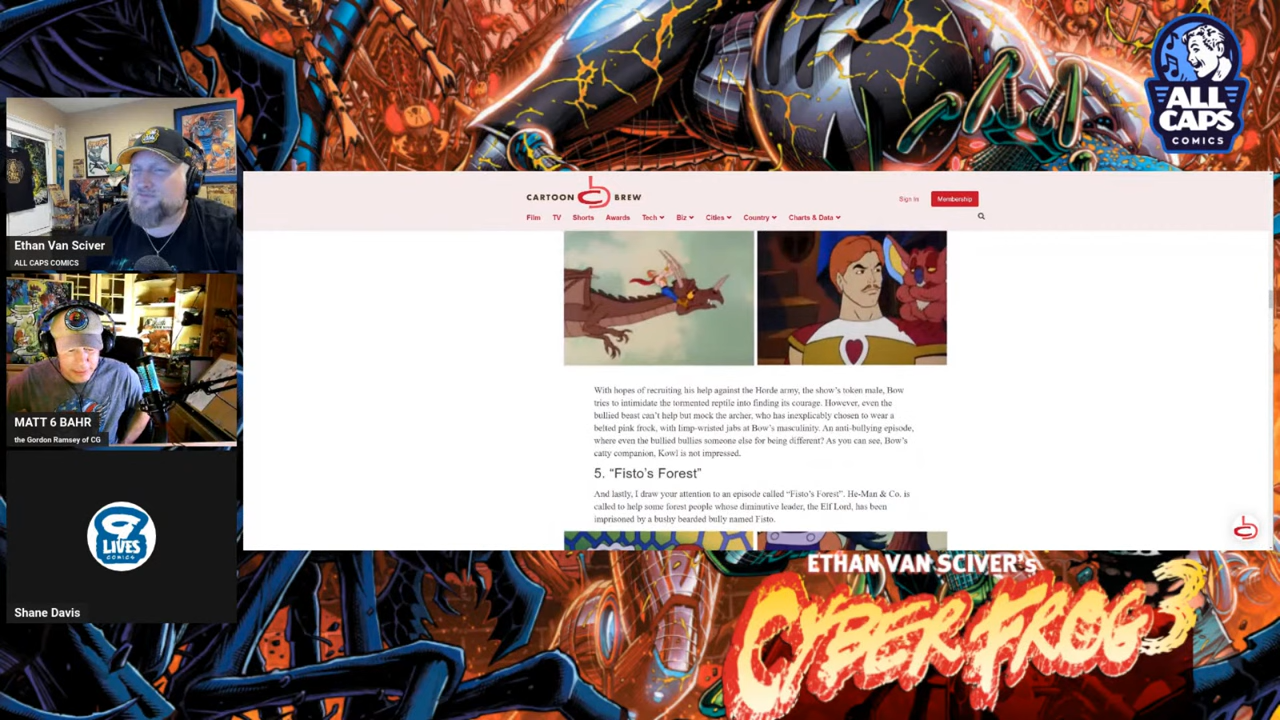 ALL
CAPS
COMICS
Ethan Van Sciver
ALL CAPS COMICS
MATT 6 BAHR
the Gordon Ramsey of CG
9
LIVES
COMICS
Shane Davis
CARTOON BREW
Sign In
Membership
Film TV Shorts Awards Tech Biz Cities Country Charts & Data
With hopes of recruiting his help against the Horde army, the show's token male, Bow
tries to intimidate the tormented reptile into finding its courage. However, even the
bullied beast can't help but mock the archer, who has inexplicably chosen to wear a
belted pink frock, with limp-wristed jabs at Bow's masculinity. An anti-bullying episode,
where even the bullied bullies someone else for being different? As you can see, Bow's
catty companion, Kowl is not impressed.
5. “Fisto's Forest”
And lastly, I draw your attention to an episode called “Fisto's Forest”. He-Man & Co. is
called to help some forest people whose diminutive leader, the Elf Lord, has been
imprisoned by a bushy bearded bully named Fisto.
ETHAN VAN SCIVER's
CYBER FROG 3